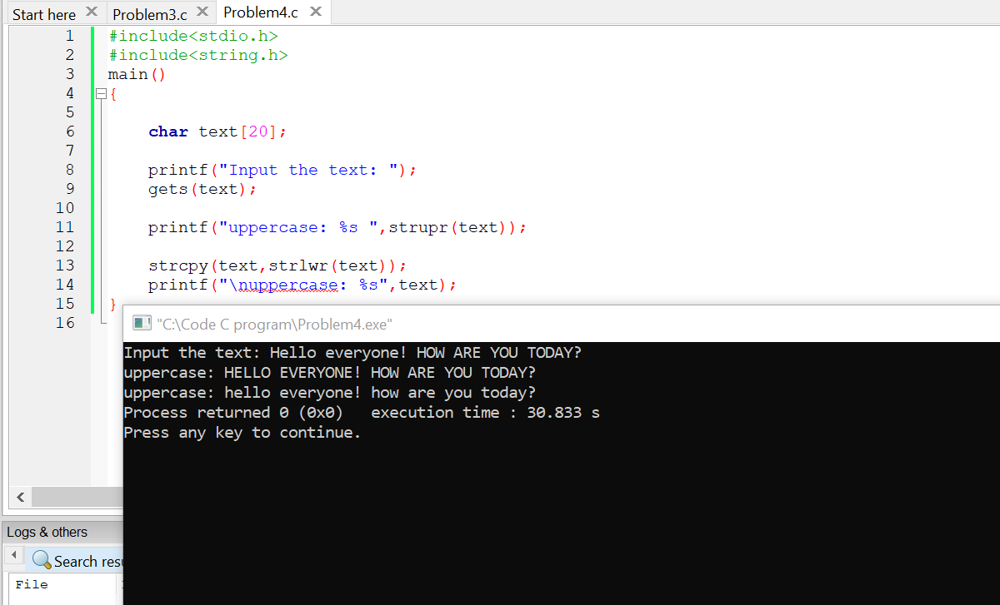 Start here Problem3.c Problem4.c
1 #include<stdio.h>
2 #include<string.h>
3 main()
4 {
5
6 char text[20];
7
8 printf("Input the text: ");
9 gets(text);
10
11 printf("uppercase: %s ",strupr(text));
12
13 strcpy(text,strlwr(text));
14 printf("\nuppercase: %s",text);
15 }
16
"C:\Code C program\Problem4.exe"
Input the text: Hello everyone! HOW ARE YOU TODAY?
uppercase: HELLO EVERYONE! HOW ARE YOU TODAY?
uppercase: hello everyone! how are you today?
Process returned 0 (0x0)   execution time : 30.833 s
Press any key to continue.
Logs & others
Search
File